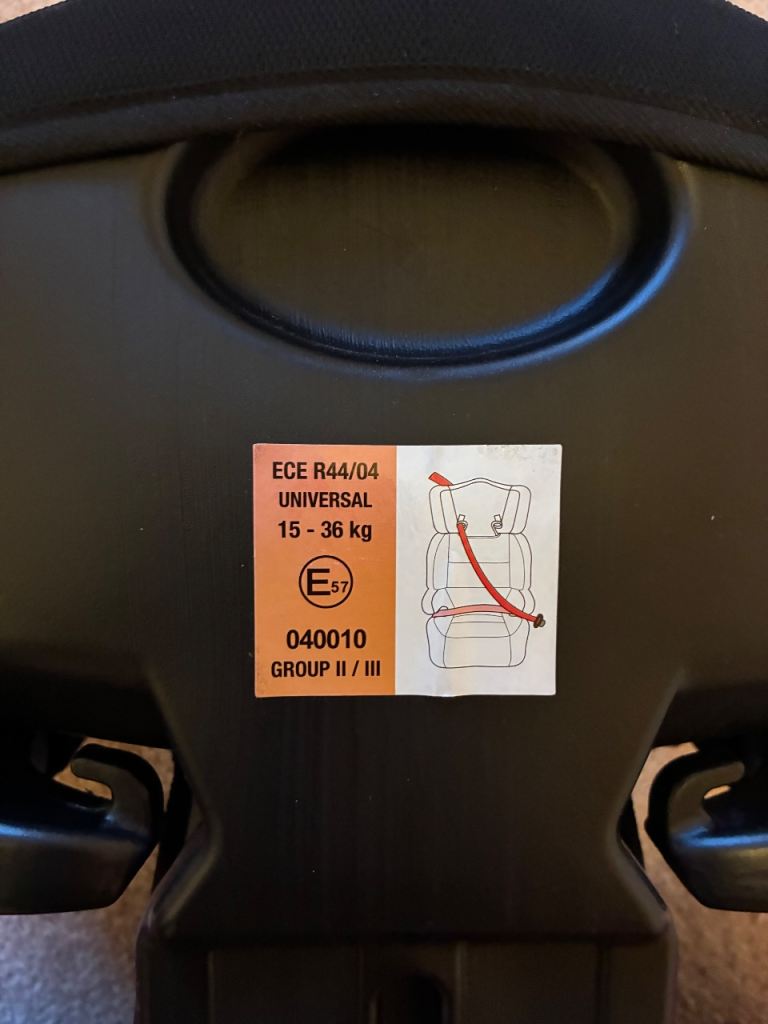 ECE R44/04
UNIVERSAL
15 - 36 kg
E57
040010
GROUP II / III